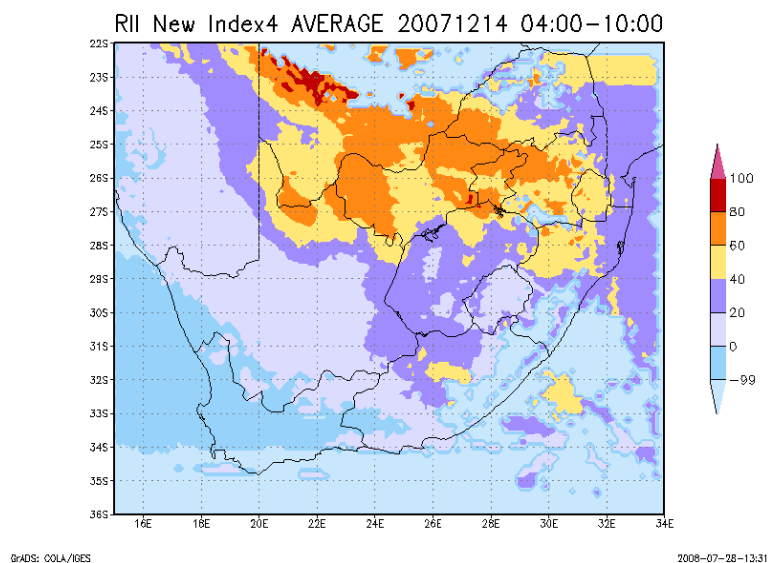 RII New Index4 AVERAGE 20071214 04:00-10:00
22S
23S
24S
25S
26S
27S
28S
29S
30S
31S
32S
33S
34S
35S
36S
16E 18E 20E 22E 24E 26E 28E 30E 32E 34E
100
80
60
40
20
0
-99
GrADS: COLA/IGES
2008-07-28-13:31